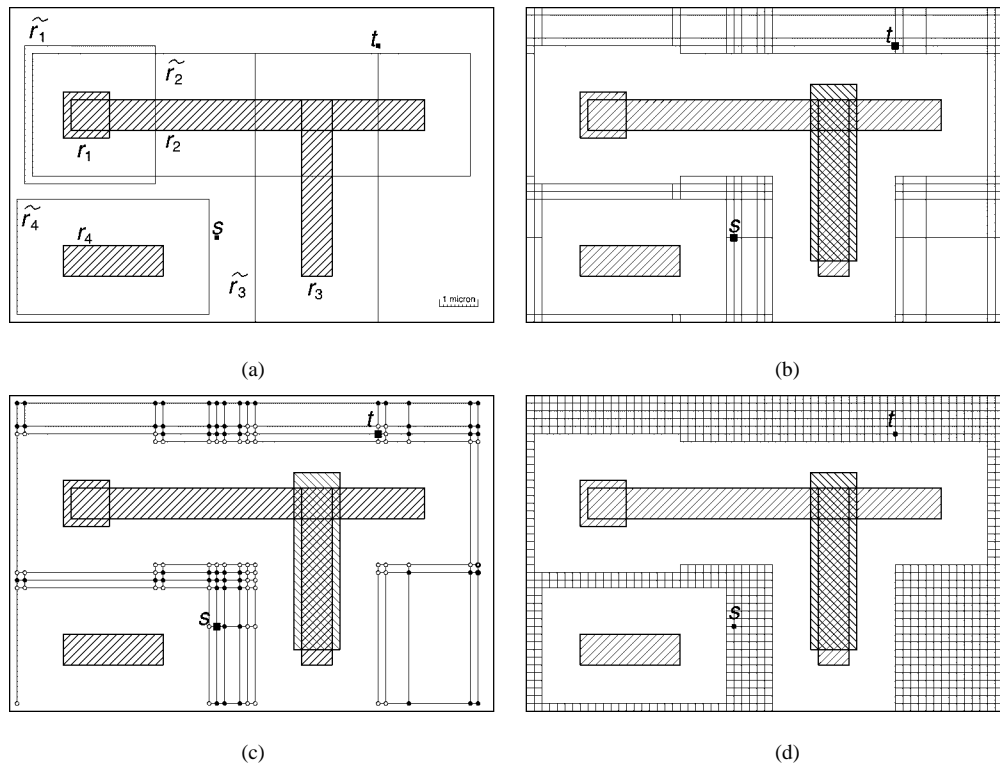 r̃₁
t
r̃₂
r₁
r₂
r̃₄
r₄
s
r̃₃
r₃
1 micron
(a)
t
s
(b)
t
s
(c)
t
s
(d)